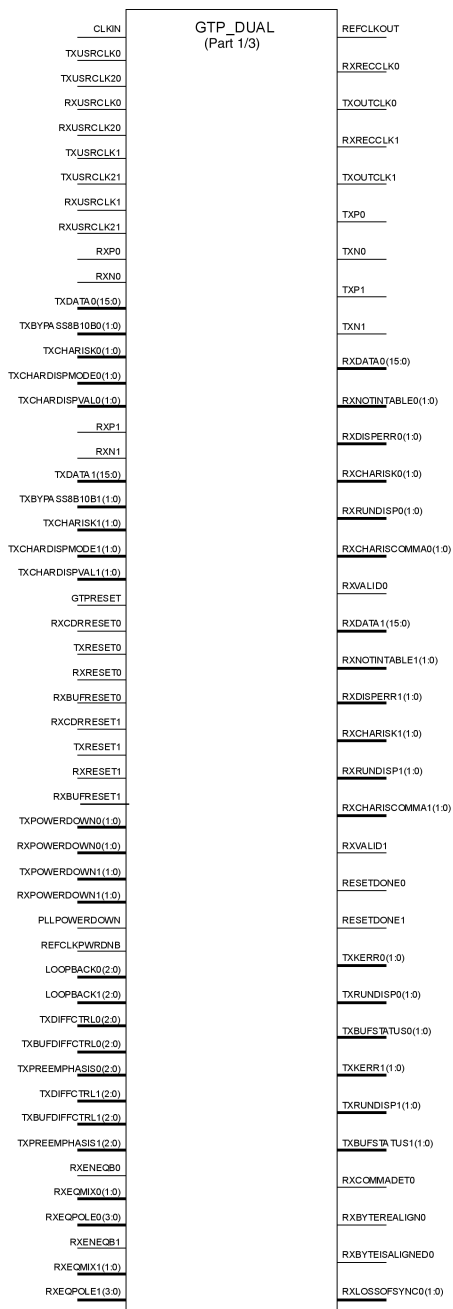 GTP_DUAL
(Part 1/3)
CLKIN
TXUSRCLK0
TXUSRCLK20
RXUSRCLK0
RXUSRCLK20
TXUSRCLK1
TXUSRCLK21
RXUSRCLK1
RXUSRCLK21
RXP0
RXN0
TXDATA0(15:0)
TXBYPASS8B10B0(1:0)
TXCHARISK0(1:0)
TXCHARDISPMODE0(1:0)
TXCHARDISPVAL0(1:0)
RXP1
RXN1
TXDATA1(15:0)
TXBYPASS8B10B1(1:0)
TXCHARISK1(1:0)
TXCHARDISPMODE1(1:0)
TXCHARDISPVAL1(1:0)
GTPRESET
RXCDRRESET0
TXRESET0
RXRESET0
RXBUFRESET0
RXCDRRESET1
TXRESET1
RXRESET1
RXBUFRESET1
TXPOWERDOWN0(1:0)
RXPOWERDOWN0(1:0)
TXPOWERDOWN1(1:0)
RXPOWERDOWN1(1:0)
PLLPOWERDOWN
REFCLKPWRDNB
LOOPBACK0(2:0)
LOOPBACK1(2:0)
TXDIFFCTRL0(2:0)
TXBUFDIFFCTRL0(2:0)
TXPREEMPHASIS0(2:0)
TXDIFFCTRL1(2:0)
TXBUFDIFFCTRL1(2:0)
TXPREEMPHASIS1(2:0)
RXENEQB0
RXEQMIX0(1:0)
RXEQPOLE0(3:0)
RXENEQB1
RXEQMIX1(1:0)
RXEQPOLE1(3:0)
REFCLKOUT
RXRECCLK0
TXOUTCLK0
RXRECCLK1
TXOUTCLK1
TXP0
TXN0
TXP1
TXN1
RXDATA0(15:0)
RXNOTINTABLE0(1:0)
RXDISPERR0(1:0)
RXCHARISK0(1:0)
RXRUNDISP0(1:0)
RXCHARISCOMMA0(1:0)
RXVALID0
RXDATA1(15:0)
RXNOTINTABLE1(1:0)
RXDISPERR1(1:0)
RXCHARISK1(1:0)
RXRUNDISP1(1:0)
RXCHARISCOMMA1(1:0)
RXVALID1
RESETDONE0
RESETDONE1
TXKERR0(1:0)
TXRUNDISP0(1:0)
TXBUFSTATUS0(1:0)
TXKERR1(1:0)
TXRUNDISP1(1:0)
TXBUFSTATUS1(1:0)
RXCOMMADET0
RXBYTEREALIGN0
RXBYTEISALIGNED0
RXLOSSOFSYNC0(1:0)